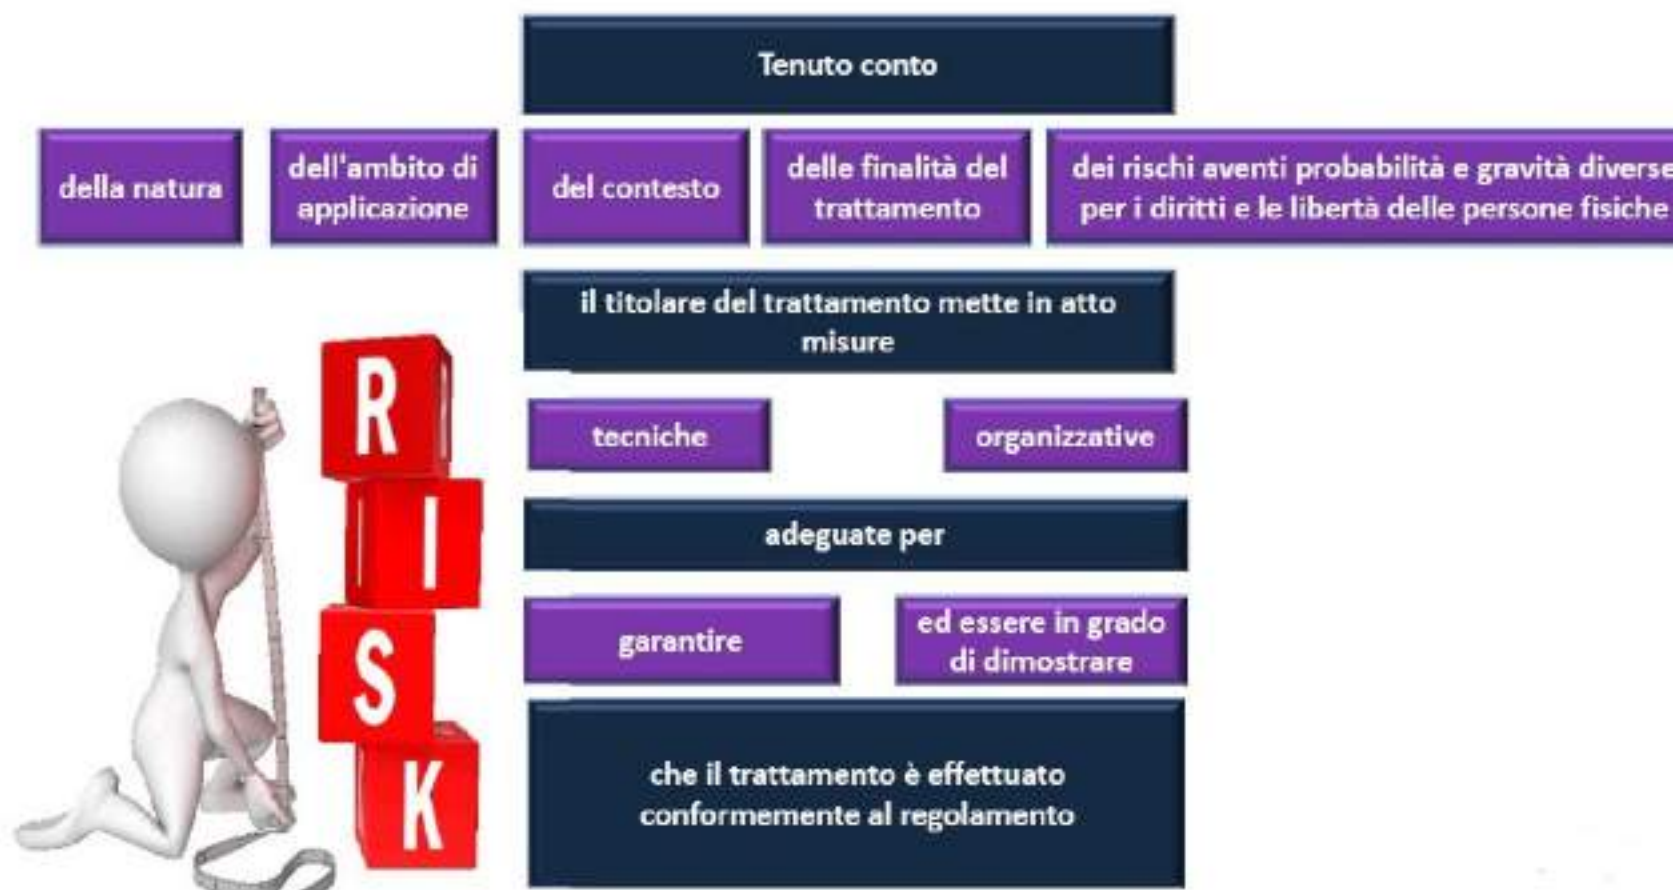 Tenuto conto
della natura
dell'ambito di
applicazione
del contesto
delle finalità del
trattamento
dei rischi aventi probabilità e gravità diverse
per i diritti e le libertà delle persone fisiche
il titolare del trattamento mette in atto
misure
tecniche
organizzative
adeguate per
garantire
ed essere in grado
di dimostrare
che il trattamento è effettuato
conformemente al regolamento
R
I
S
K